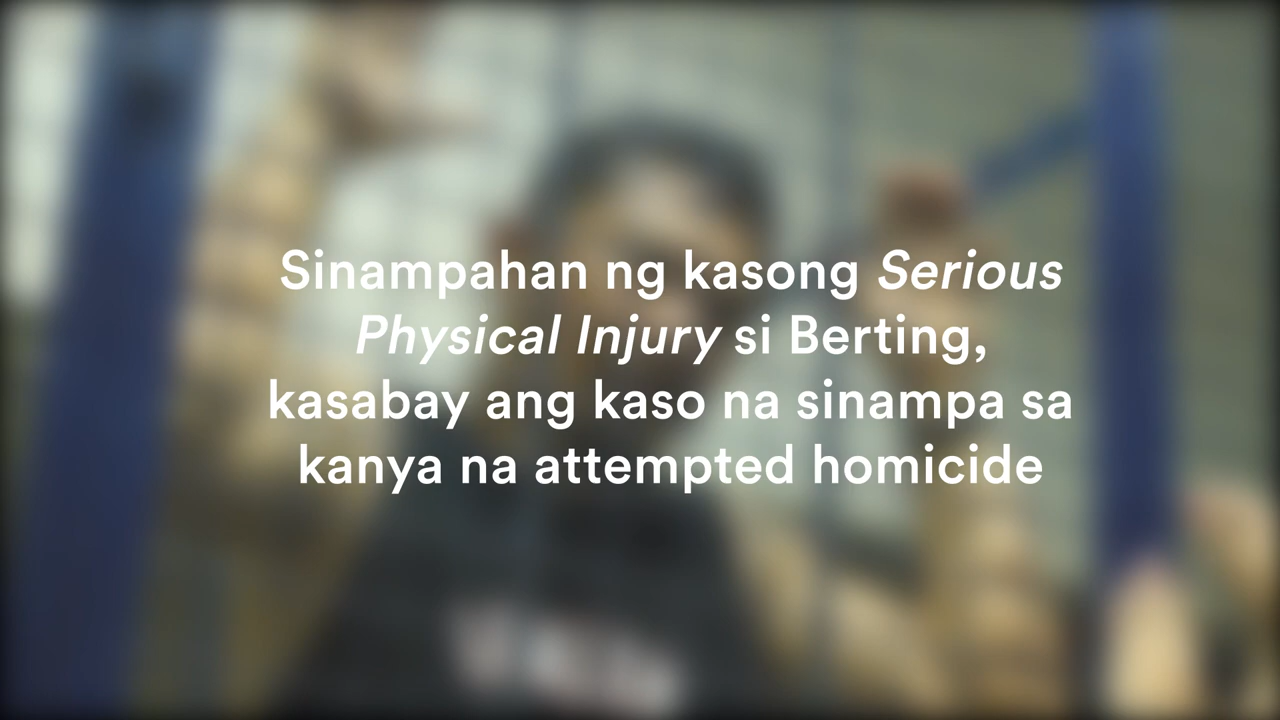 Sinampahan ng kasong Serious
Physical Injury si Berting,
kasabay ang kaso na sinampa sa
kanya na attempted homicide